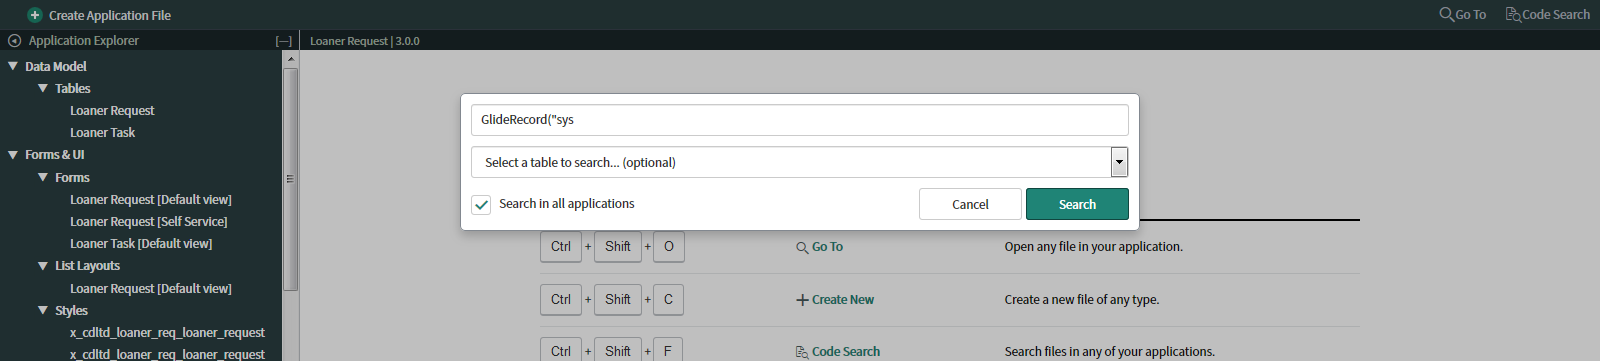 Create Application File
Go To
Code Search
Application Explorer
[—]
Loaner Request | 3.0.0
Data Model
Tables
Loaner Request
Loaner Task
Forms & UI
Forms
Loaner Request [Default view]
Loaner Request [Self Service]
Loaner Task [Default view]
List Layouts
Loaner Request [Default view]
Styles
x_cdltd_loaner_req_loaner_request
x_cdltd_loaner_req_loaner_request
GlideRecord("sys
Select a table to search... (optional)
Search in all applications
Cancel
Search
Ctrl + Shift + O
Go To
Open any file in your application.
Ctrl + Shift + C
Create New
Create a new file of any type.
Ctrl + Shift + F
Code Search
Search files in any of your applications.